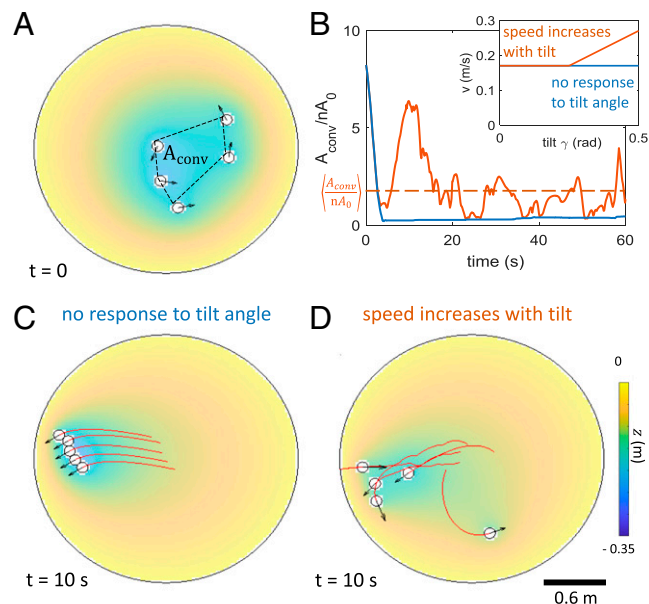 A
A_conv
t = 0
B
A_conv/nA_0
10
5
0
⟨A_conv/nA_0⟩
0
20
40
60
time (s)
0.3
0.2
0.1
0
v (m/s)
0
0.5
tilt γ (rad)
speed increases
with tilt
no response
to tilt angle
C
no response to tilt angle
t = 10 s
D
speed increases with tilt
t = 10 s
0
z (m)
- 0.35
0.6 m